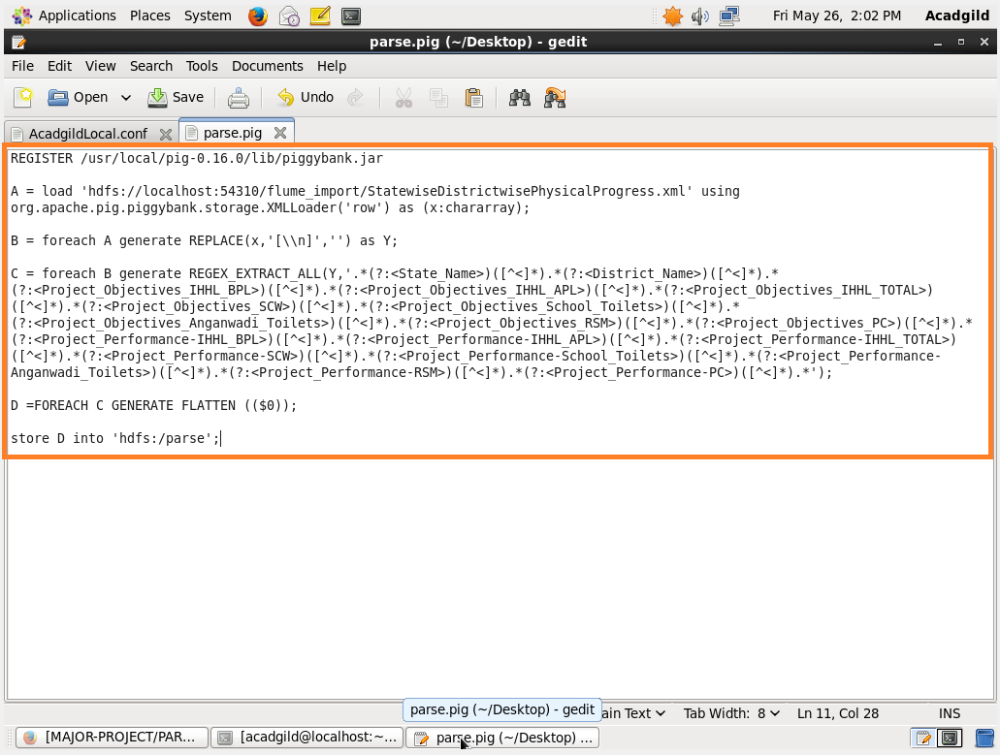 Applications Places System Fri May 26, 2:02 PM Acadgild
parse.pig (~/Desktop) - gedit
File Edit View Search Tools Documents Help
Open Save Undo
AcadgildLocal.conf parse.pig
REGISTER /usr/local/pig-0.16.0/lib/piggybank.jar
A = load 'hdfs://localhost:54310/flume_import/StatewiseDistrictwisePhysicalProgress.xml' using
org.apache.pig.piggybank.storage.XMLLoader('row') as (x:chararray);
B = foreach A generate REPLACE(x,'[\\n]','') as Y;
C = foreach B generate REGEX_EXTRACT_ALL(Y,'.*(?:<State_Name>)([^<]*).*(?:<District_Name>)([^<]*).*
(?:<Project_Objectives_IHHL_BPL>)([^<]*).*(?:<Project_Objectives_IHHL_APL>)([^<]*).*(?:<Project_Objectives_IHHL_TOTAL>)
([^<]*).*(?:<Project_Objectives_SCW>)([^<]*).*(?:<Project_Objectives_School_Toilets>)([^<]*).*
(?:<Project_Objectives_Anganwadi_Toilets>)([^<]*).*(?:<Project_Objectives_RSM>)([^<]*).*(?:<Project_Objectives_PC>)([^<]*).*
(?:<Project_Performance-IHHL_BPL>)([^<]*).*(?:<Project_Performance-IHHL_APL>)([^<]*).*(?:<Project_Performance-IHHL_TOTAL>)
([^<]*).*(?:<Project_Performance-SCW>)([^<]*).*(?:<Project_Performance-School_Toilets>)([^<]*).*(?:<Project_Performance-
Anganwadi_Toilets>)([^<]*).*(?:<Project_Performance-RSM>)([^<]*).*(?:<Project_Performance-PC>)([^<]*).*');
D =FOREACH C GENERATE FLATTEN (($0));
store D into 'hdfs:/parse';
parse.pig (~/Desktop) - gedit
ain Text Tab Width: 8 Ln 11, Col 28 INS
[MAJOR-PROJECT/PAR... [acadgild@localhost:~... parse.pig (~/Desktop) ...